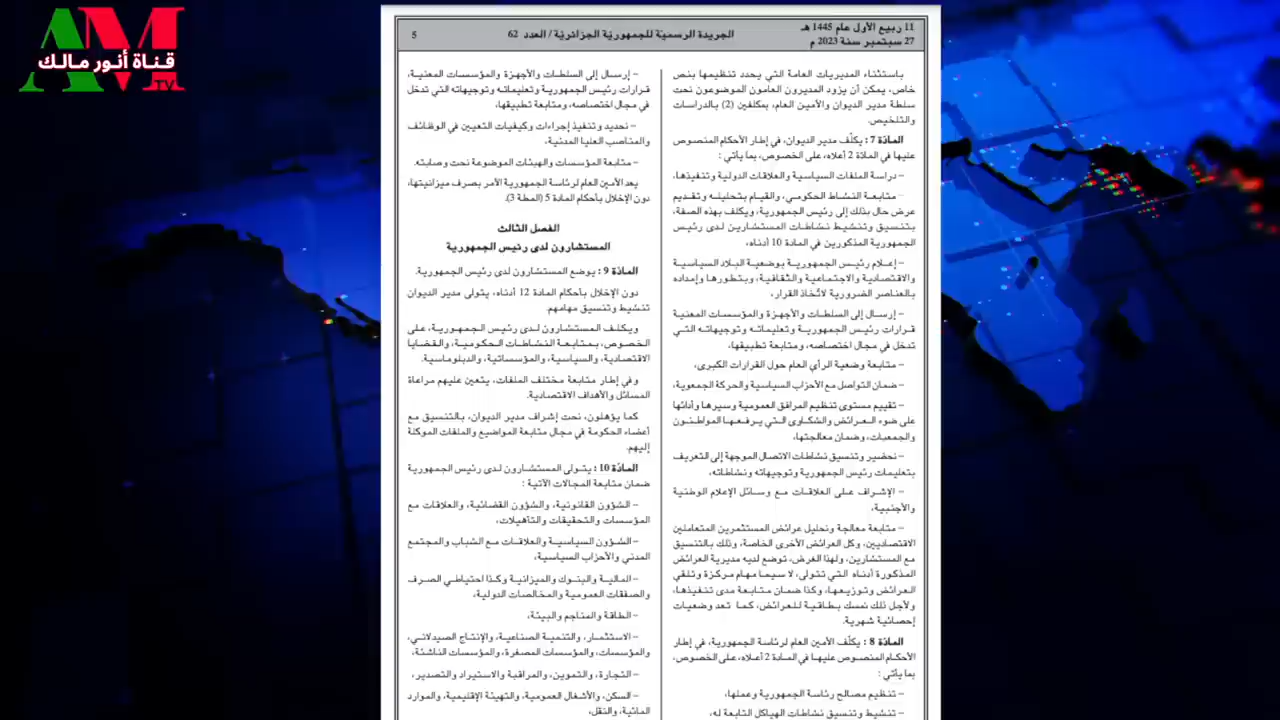 AM
قناة أنور مالك
TV
11 ربيع الأول عام 1445 هـ
27 سبتمبر سنة 2023 م
الجريدة الرسمية للجمهورية الجزائرية / العدد 62
5
باستثناء المديريات العامة التي يحدد تنظيمها بنص
خاص، يمكن أن يزود المديرون العامون الموضوعون تحت
سلطة مدير الديوان والأمين العام، بمكلفين (2) بالدراسات
والتلخيص.
المادّة 7 : يكلّف مدير الديوان، في إطار الأحكام المنصوص
عليها في المادّة 2 أعلاه، على الخصوص، بما يأتي :
– دراسة الملفات السياسية والعلاقات الدولية وتنفيذها،
– متابعة النشاط الحكومي، والقيام بتحليله وتقديم
عرض حال بذلك إلى رئيس الجمهورية، ويكلف بهذه الصفة،
بتنسيق وتنشيط نشاطات المستشارين لدى رئيس
الجمهورية المذكورين في المادة 10 أدناه،
– إعلام رئيس الجمهورية بوضعية البلاد السياسية
والاقتصادية والاجتماعية والثقافية، وبتطورها وإمداده
بالعناصر الضرورية لاتّخاذ القرار،
– إرسال إلى السلطات والأجهزة والمؤسسات المعنية
قرارات رئيس الجمهورية وتعليماته وتوجيهاته التي
تدخل في مجال اختصاصه، ومتابعة تطبيقها،
– متابعة وضعية الرأي العام حول القرارات الكبرى،
– ضمان التواصل مع الأحزاب السياسية والحركة الجمعوية،
– تقييم مستوى تنظيم المرافق العمومية وسيرها وأدائها
على ضوء العرائض والشكاوى التي يرفعها المواطنون
والجمعيات، وضمان معالجتها،
– تحضير وتنسيق نشاطات الاتصال الموجهة إلى التعريف
بتعليمات رئيس الجمهورية وتوجيهاته ونشاطاته،
– الإشراف على العلاقات مع وسائل الإعلام الوطنية
والأجنبية،
– متابعة معالجة وتحليل عرائض المستثمرين المتعاملين
الاقتصاديين، وكل العرائض الأخرى الخاصة، وذلك بالتنسيق
مع المستشارين، ولهذا الغرض، توضع لديه مديرية العرائض
المذكورة أدناه التي تتولى، لا سيما مهام مركزة وتلقي
العرائض وتوزيعها، وكذا ضمان متابعة مدى تنفيذها،
ولأجل ذلك تمسك بطاقية للعرائض، كما تعد وضعيات
إحصائية شهرية.
المادّة 8 : يكلّف الأمين العام لرئاسة الجمهورية، في إطار
الأحكام المنصوص عليها في المادة 2 أعلاه، على الخصوص،
بما يأتي :
– تنظيم مصالح رئاسة الجمهورية وعملها،
– تنشيط وتنسيق نشاطات الهياكل التابعة له،
– إرسال إلى السلطات والأجهزة والمؤسسات المعنية،
قرارات رئيس الجمهورية وتعليماته وتوجيهاته التي تدخل
في مجال اختصاصه، ومتابعة تطبيقها،
– تحديد وتنفيذ إجراءات وكيفيات التعيين في الوظائف
والمناصب العليا المدنية،
– متابعة المؤسسات والهيئات الموضوعة تحت وصايته.
يعد الأمين العام لرئاسة الجمهورية الآمر بصرف ميزانيتها،
دون الإخلال بأحكام المادة 5 (المطة 3).
الفصل الثالث
المستشارون لدى رئيس الجمهورية
المادّة 9 : يوضع المستشارون لدى رئيس الجمهورية.
دون الإخلال بأحكام المادة 12 أدناه، يتولى مدير الديوان
تنشيط وتنسيق مهامهم.
ويكلف المستشارون لدى رئيس الجمهورية، على
الخصوص، بمتابعة النشاطات الحكومية، والقضايا
الاقتصادية، والسياسية، والمؤسساتية، والدبلوماسية.
وفي إطار متابعة مختلف الملفات، يتعين عليهم مراعاة
المسائل والأهداف الاقتصادية.
كما يؤهلون، تحت إشراف مدير الديوان، بالتنسيق مع
أعضاء الحكومة في مجال متابعة المواضيع والملفات الموكلة
إليهم.
المادّة 10 : يتولى المستشارون لدى رئيس الجمهورية
ضمان متابعة المجالات الآتية :
– الشؤون القانونية، والشؤون القضائية، والعلاقات مع
المؤسسات والتحقيقات والتأهيلات،
– الشؤون السياسية والعلاقات مع الشباب والمجتمع
المدني والأحزاب السياسية،
– المالية والبنوك والميزانية وكذا احتياطي الصرف
والصفقات العمومية والمخالصات الدولية،
– الطاقة والمناجم والبيئة،
– الاستثمار، والتنمية الصناعية، والإنتاج الصيدلاني،
والمؤسسات، والمؤسسات المصغرة، والمؤسسات الناشئة،
– التجارة، والتموين، والمراقبة والاستيراد والتصدير،
– السكن، والأشغال العمومية، والتهيئة الإقليمية، والموارد
المائية، والنقل،